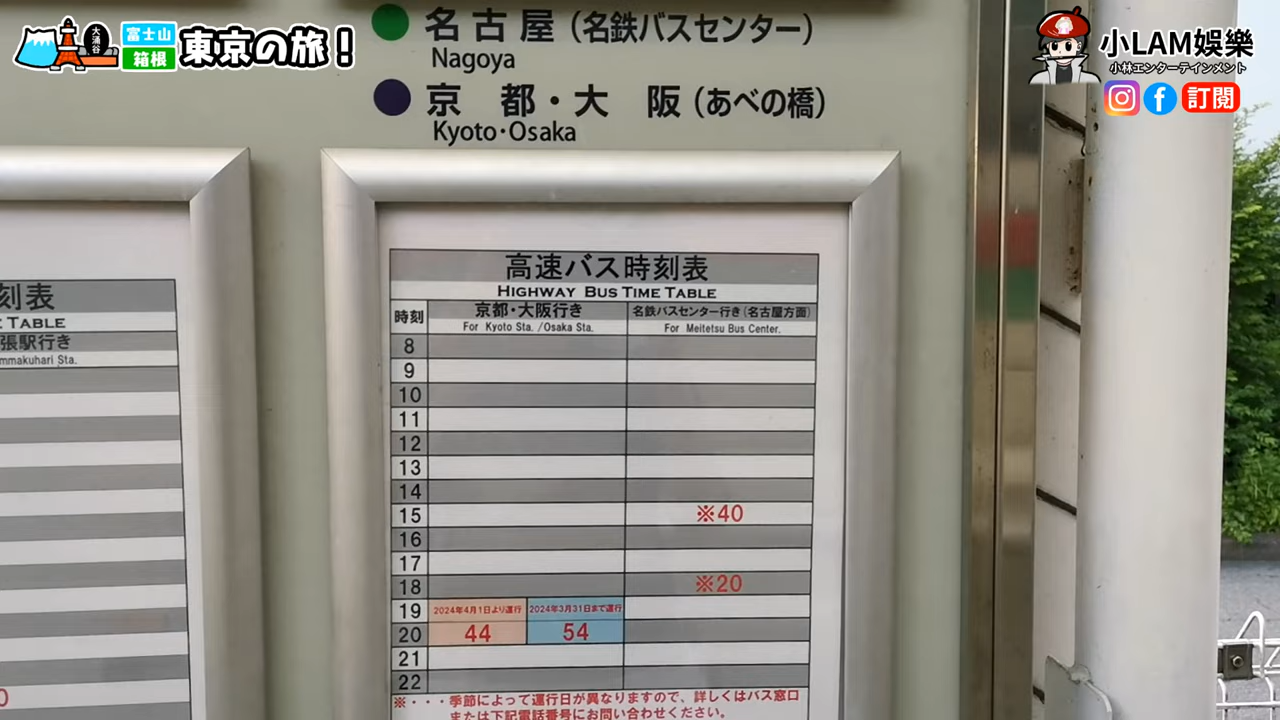 大涌谷
富士山
箱根
東京の旅！
小LAM娯樂
小林エンターテインメント
訂閱
名古屋（名鉄バスセンター）
Nagoya
京都・大阪（あべの橋）
Kyoto･Osaka
刻表
E TABLE
張駅行き
mmakuhari Sta.
0
高速バス時刻表
HIGHWAY BUS TIME TABLE
時刻 京都・大阪行き 名鉄バスセンター行き（名古屋方面）
For Kyoto Sta. /Osaka Sta. For Meitetsu Bus Center.
8
9
10
11
12
13
14
15 ※40
16
17
18 ※20
19 2024年4月1日より運行 2024年3月31日まで運行
20 44 54
21
22
※・・・季節によって運行日が異なりますので、詳しくはバス窓口
または下記電話番号にお問い合わせください。